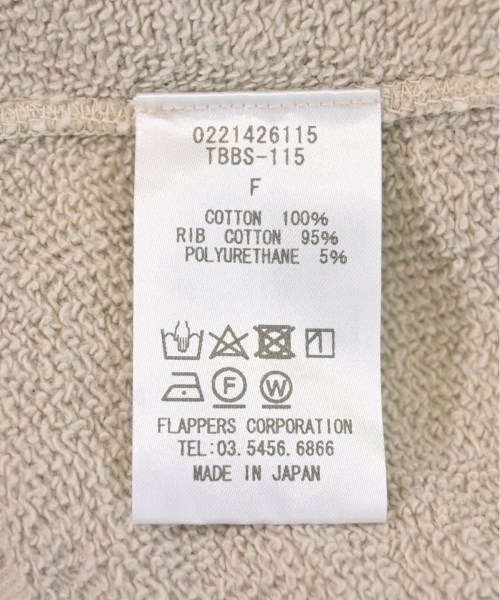 0221426115
TBBS-115
F
COTTON 100%
RIB COTTON 95%
POLYURETHANE 5%
F W
FLAPPERS CORPORATION
TEL:03.5456.6866
MADE IN JAPAN